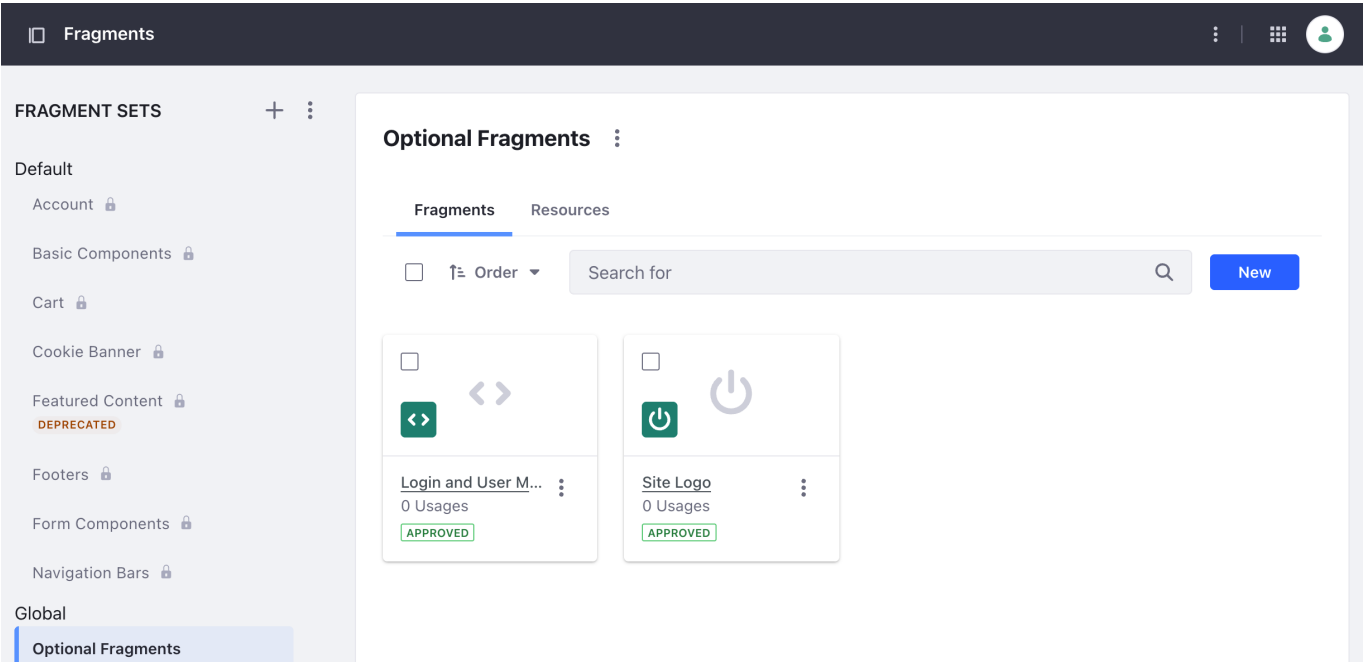 Fragments
FRAGMENT SETS
Default
Account
Basic Components
Cart
Cookie Banner
Featured Content
DEPRECATED
Footers
Form Components
Navigation Bars
Global
Optional Fragments
Optional Fragments
Fragments
Resources
Order
Search for
New
Login and User M...
0 Usages
APPROVED
Site Logo
0 Usages
APPROVED